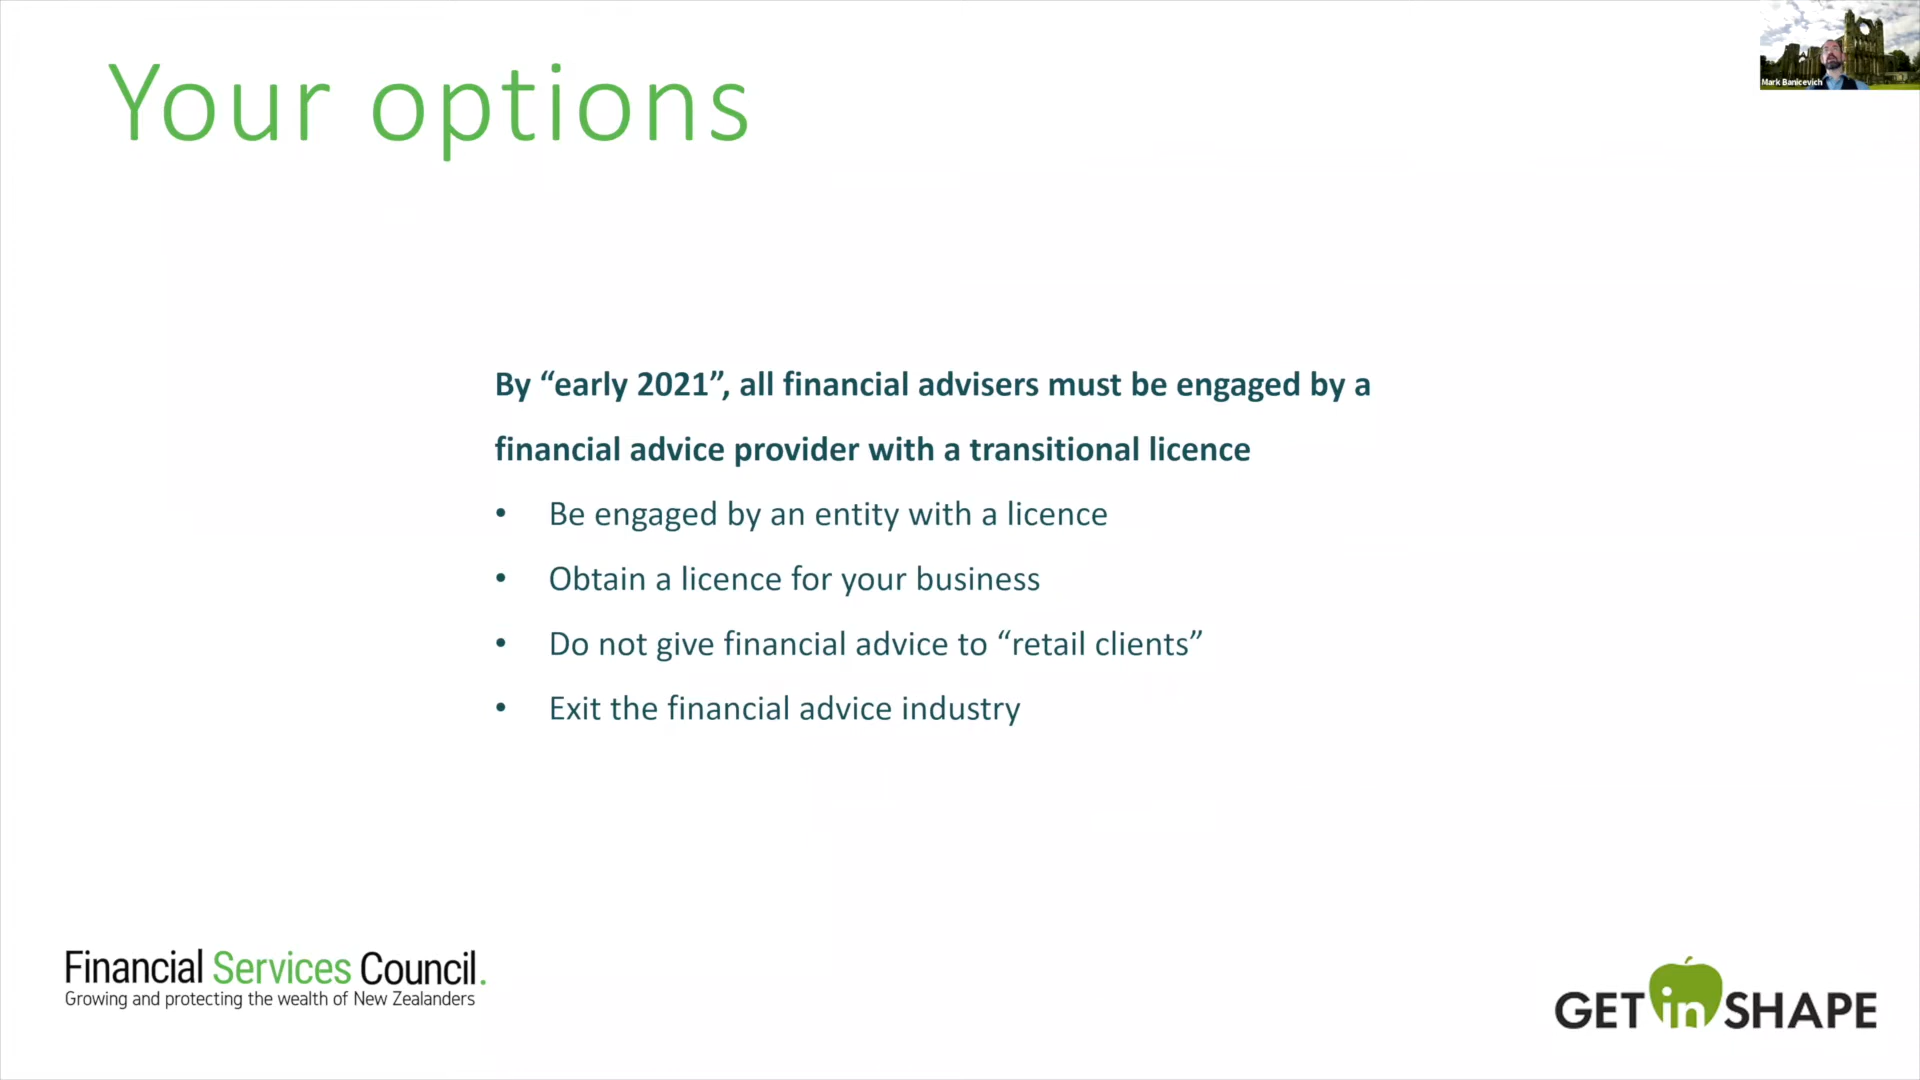 Your options
Mark Banicevich
By “early 2021”, all financial advisers must be engaged by a
financial advice provider with a transitional licence
• Be engaged by an entity with a licence
• Obtain a licence for your business
• Do not give financial advice to “retail clients”
• Exit the financial advice industry
Financial Services Council.
Growing and protecting the wealth of New Zealanders
GET in SHAPE